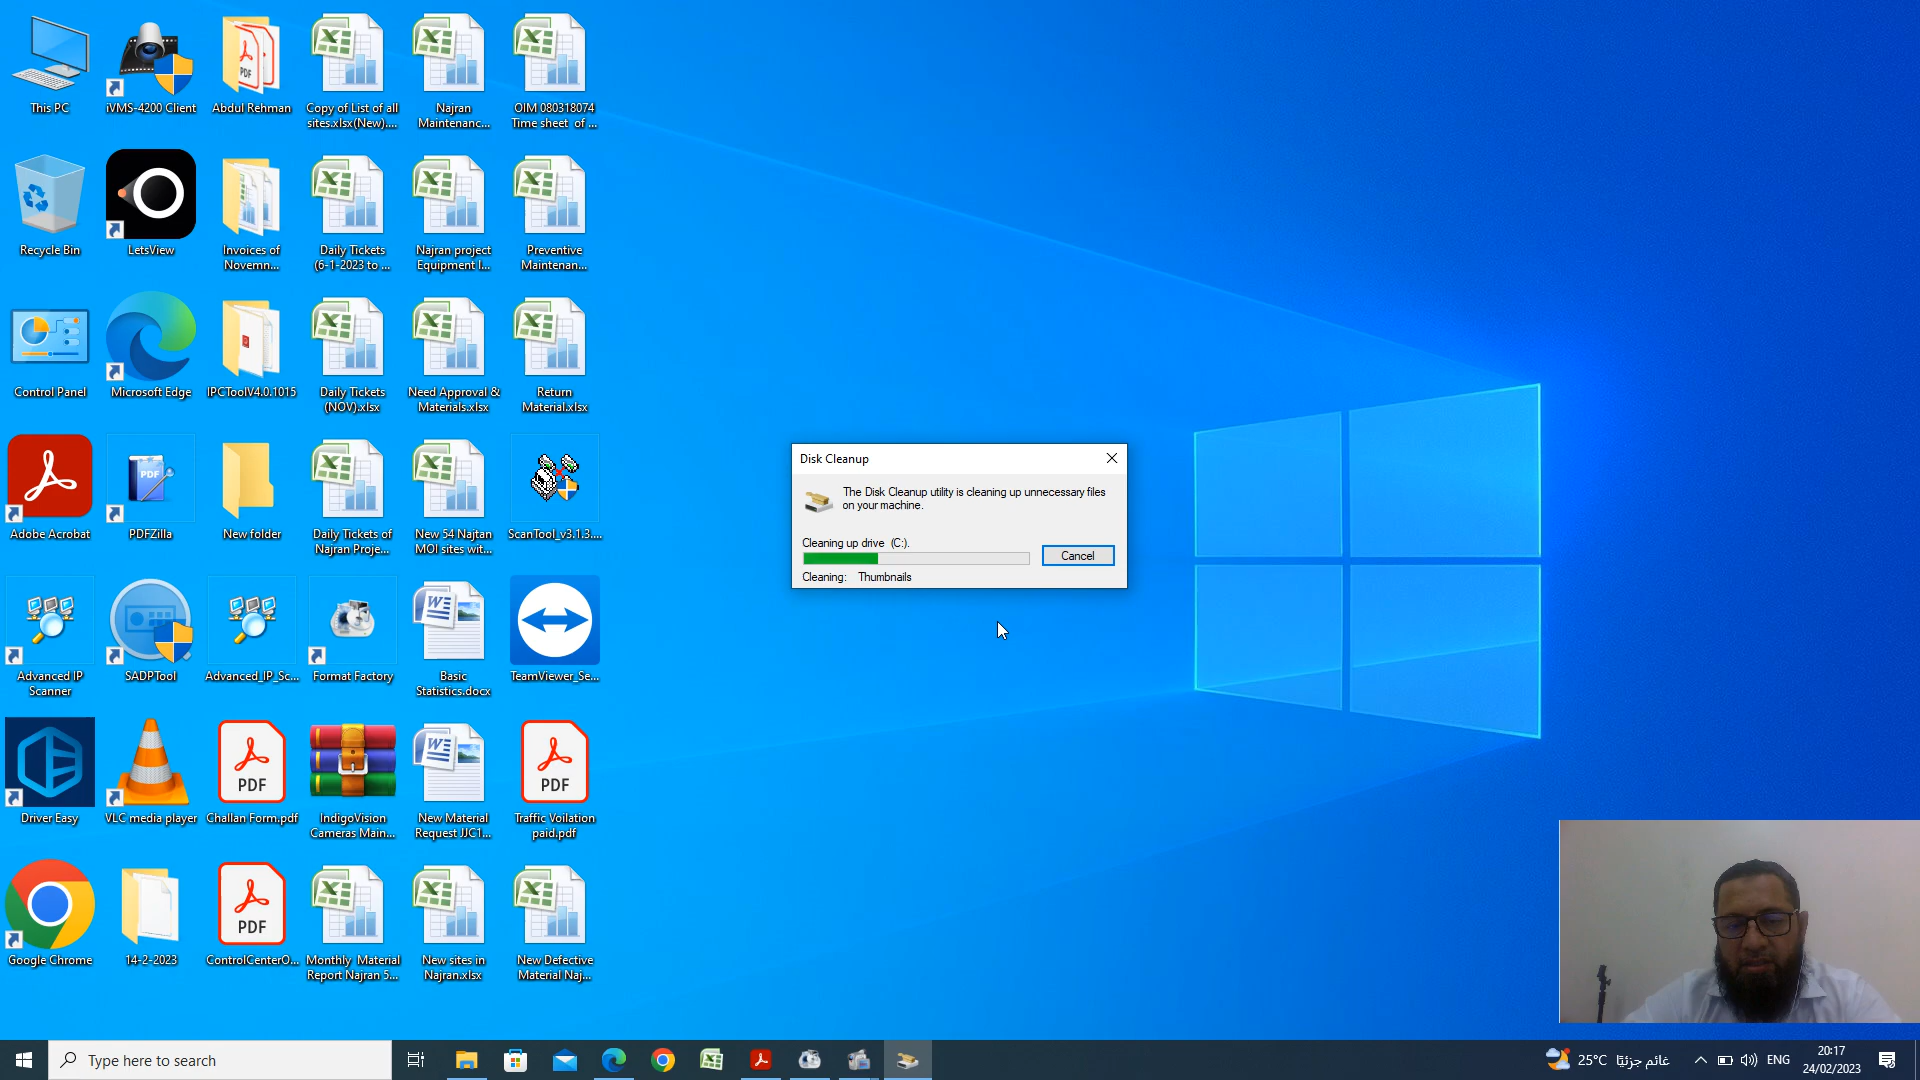 This PC
iVMS-4200 Client
Abdul Rehman
Copy of List of all
sites.xlsx(New)....
Najran
Maintenanc...
OIM 080318074
Time sheet of ...
Recycle Bin
LetsView
Invoices of
Novemn...
Daily Tickets
(6-1-2023 to ...
Najran project
Equipment l...
Preventive
Maintenan...
Control Panel
Microsoft Edge
IPCToolV4.0.1015
Daily Tickets
(NOV).xlsx
Need Approval &
Materials.xlsx
Return
Material.xlsx
Adobe Acrobat
PDFZilla
New folder
Daily Tickets of
Najran Proje...
New 54 Najtan
MOI sites wit...
ScanTool_v3.1.3....
Advanced IP
Scanner
SADPTool
Advanced_IP_Sc...
Format Factory
Basic
Statistics.docx
TeamViewer_Se...
Driver Easy
VLC media player
PDF
Challan Form.pdf
IndigoVision
Cameras Main...
New Material
Request JJC1...
PDF
Traffic Voilation
paid.pdf
Google Chrome
14-2-2023
PDF
ControlCenterO...
Monthly Material
Report Najran 5...
New sites in
Najran.xlsx
New Defective
Material Naj...
Disk Cleanup
The Disk Cleanup utility is cleaning up unnecessary files
on your machine.
Cleaning up drive (C:).
Cancel
Cleaning: Thumbnails
Type here to search
25°C غائم جزئيًا
ENG
20:17
24/02/2023